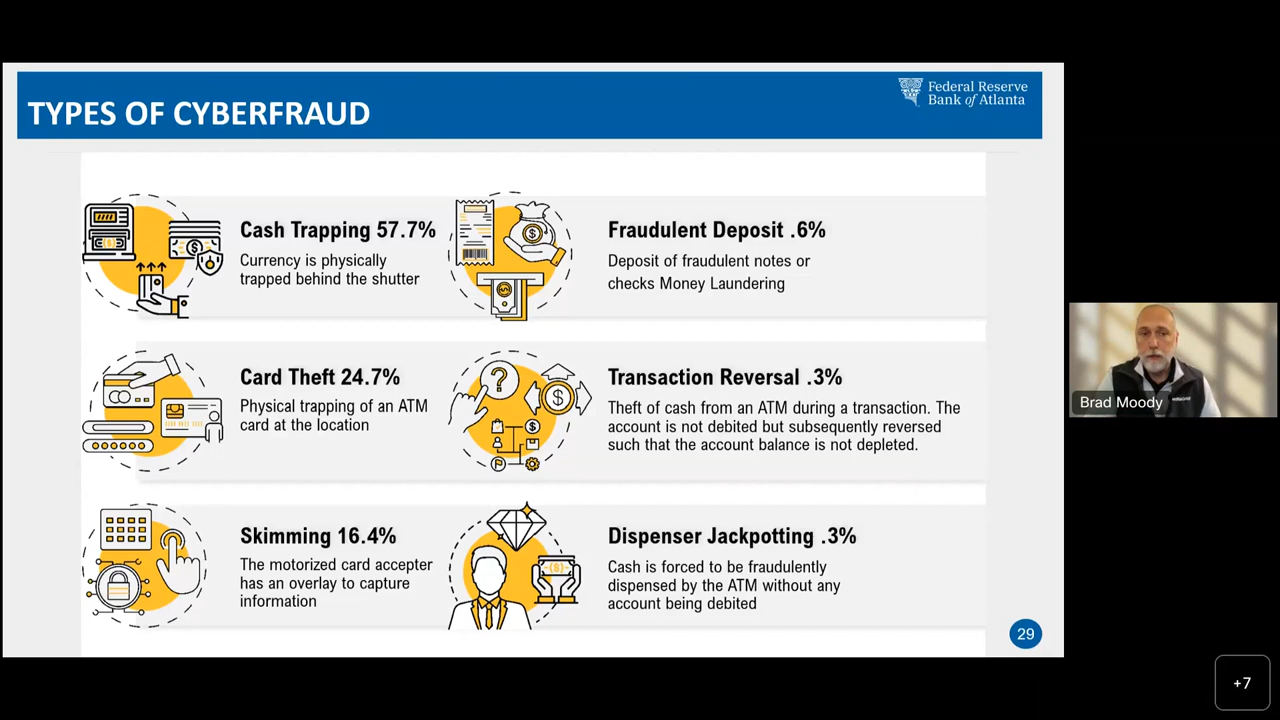 TYPES OF CYBERFRAUD
Federal Reserve
Bank of Atlanta
Cash Trapping 57.7%
Currency is physically
trapped behind the shutter
Fraudulent Deposit .6%
Deposit of fraudulent notes or
checks Money Laundering
Card Theft 24.7%
Physical trapping of an ATM
card at the location
Transaction Reversal .3%
Theft of cash from an ATM during a transaction. The
account is not debited but subsequently reversed
such that the account balance is not depleted.
Skimming 16.4%
The motorized card accepter
has an overlay to capture
information
Dispenser Jackpotting .3%
Cash is forced to be fraudulently
dispensed by the ATM without any
account being debited
29
Brad Moody
+7